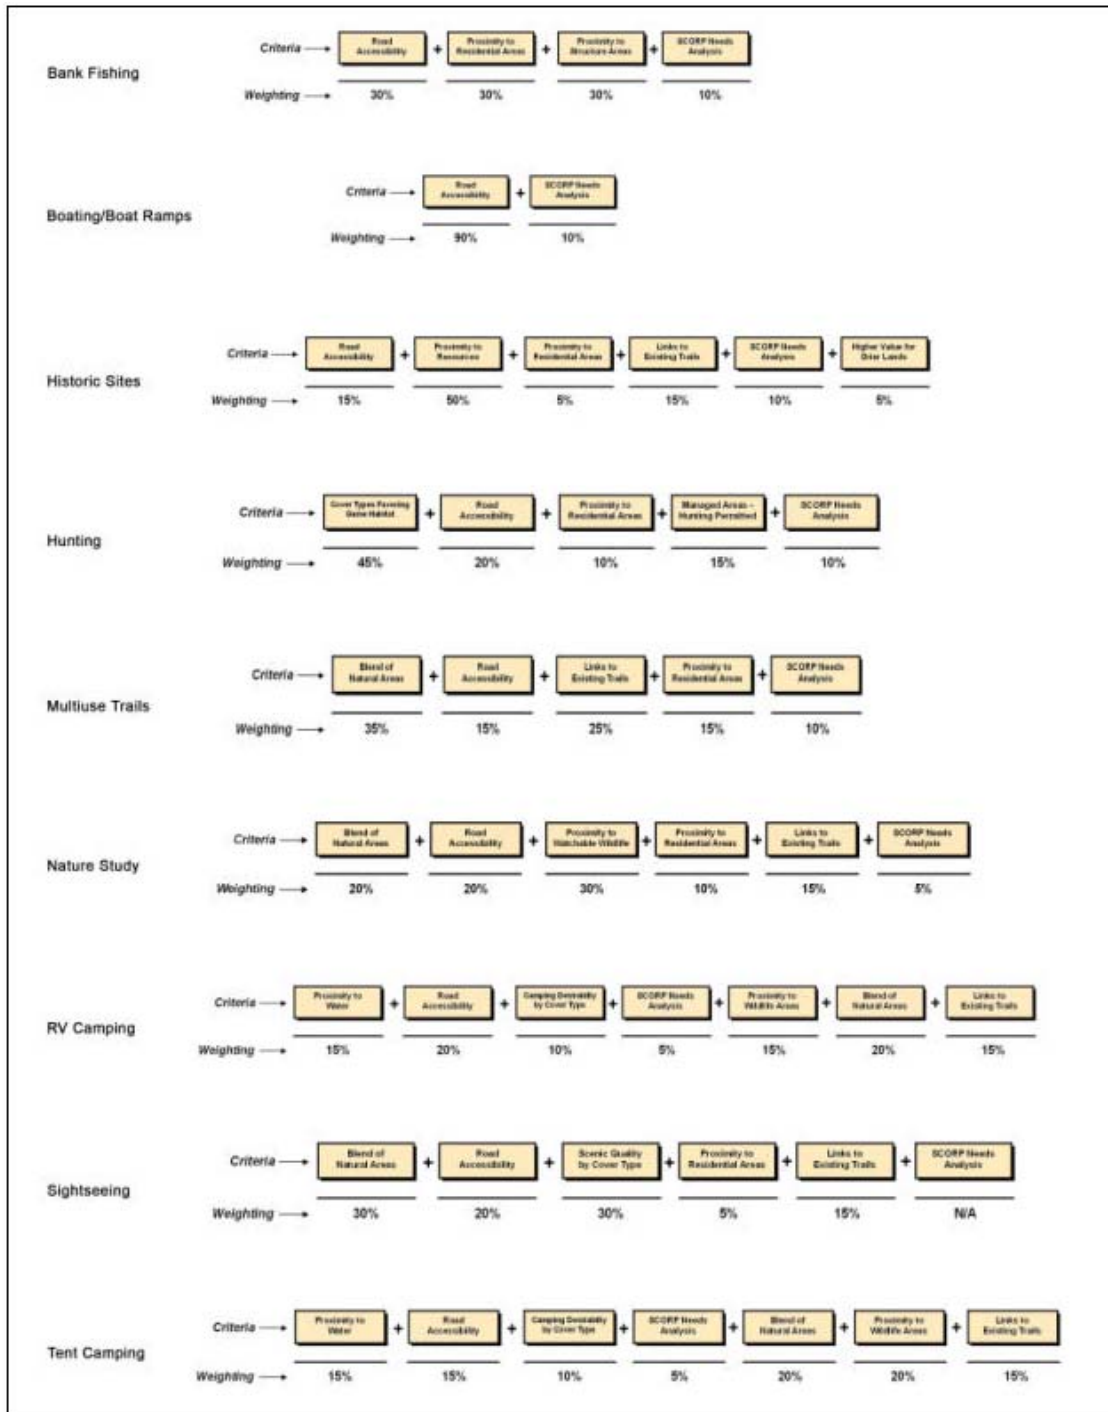 Bank Fishing
Criteria
Road Accessibility + Proximity to Residential Areas + Proximity to Structure Areas + SCORP Needs Analysis
Weighting
30% 30% 30% 10%
Boating/Boat Ramps
Criteria
Road Accessibility + SCORP Needs Analysis
Weighting
90% 10%
Historic Sites
Criteria
Road Accessibility + Proximity to Resources + Proximity to Residential Areas + Links to Existing Trails + SCORP Needs Analysis + Higher Value for Drier Lands
Weighting
15% 50% 5% 15% 10% 5%
Hunting
Criteria
Cover Types Favoring Game Habitat + Road Accessibility + Proximity to Residential Areas + Managed Areas – Hunting Permitted + SCORP Needs Analysis
Weighting
45% 20% 10% 15% 10%
Multiuse Trails
Criteria
Blend of Natural Areas + Road Accessibility + Links to Existing Trails + Proximity to Residential Areas + SCORP Needs Analysis
Weighting
35% 15% 25% 15% 10%
Nature Study
Criteria
Blend of Natural Areas + Road Accessibility + Proximity to Watchable Wildlife + Proximity to Residential Areas + Links to Existing Trails + SCORP Needs Analysis
Weighting
20% 20% 30% 10% 15% 5%
RV Camping
Criteria
Proximity to Water + Road Accessibility + Camping Desirability by Cover Type + SCORP Needs Analysis + Proximity to Wildlife Areas + Blend of Natural Areas + Links to Existing Trails
Weighting
15% 20% 10% 5% 15% 20% 15%
Sightseeing
Criteria
Blend of Natural Areas + Road Accessibility + Scenic Quality by Cover Type + Proximity to Residential Areas + Links to Existing Trails + SCORP Needs Analysis
Weighting
30% 20% 30% 5% 15% N/A
Tent Camping
Criteria
Proximity to Water + Road Accessibility + Camping Desirability by Cover Type + SCORP Needs Analysis + Blend of Natural Areas + Proximity to Wildlife Areas + Links to Existing Trails
Weighting
15% 15% 10% 5% 20% 20% 15%